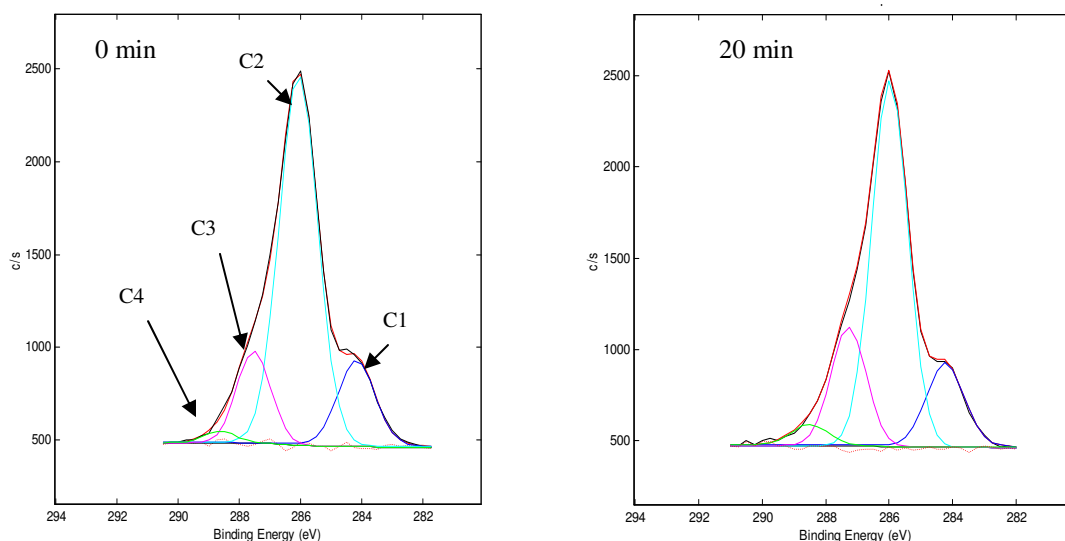 0 min
C2
C3
C4
C1
2500
2000
1500
1000
500
c/s
294 292 290 288 286 284 282
Binding Energy (eV)
20 min
2500
2000
1500
1000
500
c/s
294 292 290 288 286 284 282
Binding Energy (eV)